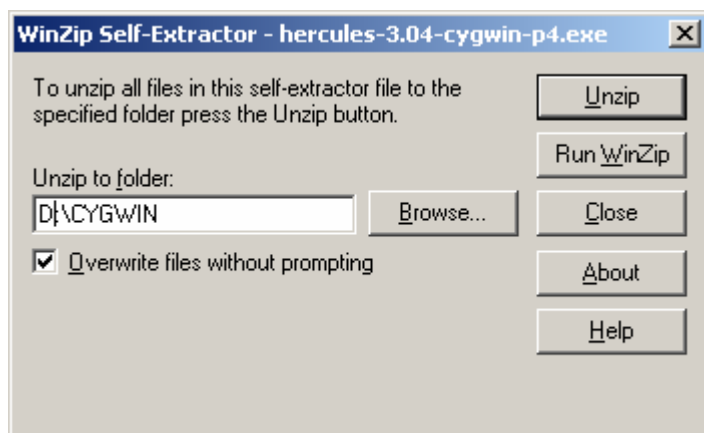 WinZip Self-Extractor - hercules-3.04-cygwin-p4.exe
To unzip all files in this self-extractor file to the
specified folder press the Unzip button.
Unzip
Run WinZip
Unzip to folder:
D:\CYGWIN
Browse...
Close
Overwrite files without prompting
About
Help